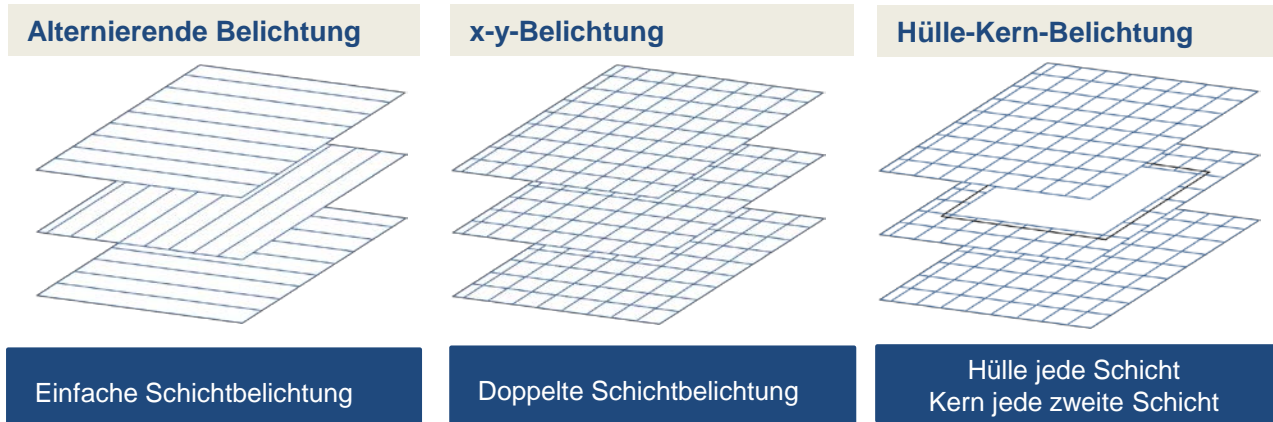 Alternierende Belichtung
x-y-Belichtung
Hülle-Kern-Belichtung
Einfache Schichtbelichtung
Doppelte Schichtbelichtung
Hülle jede Schicht
Kern jede zweite Schicht